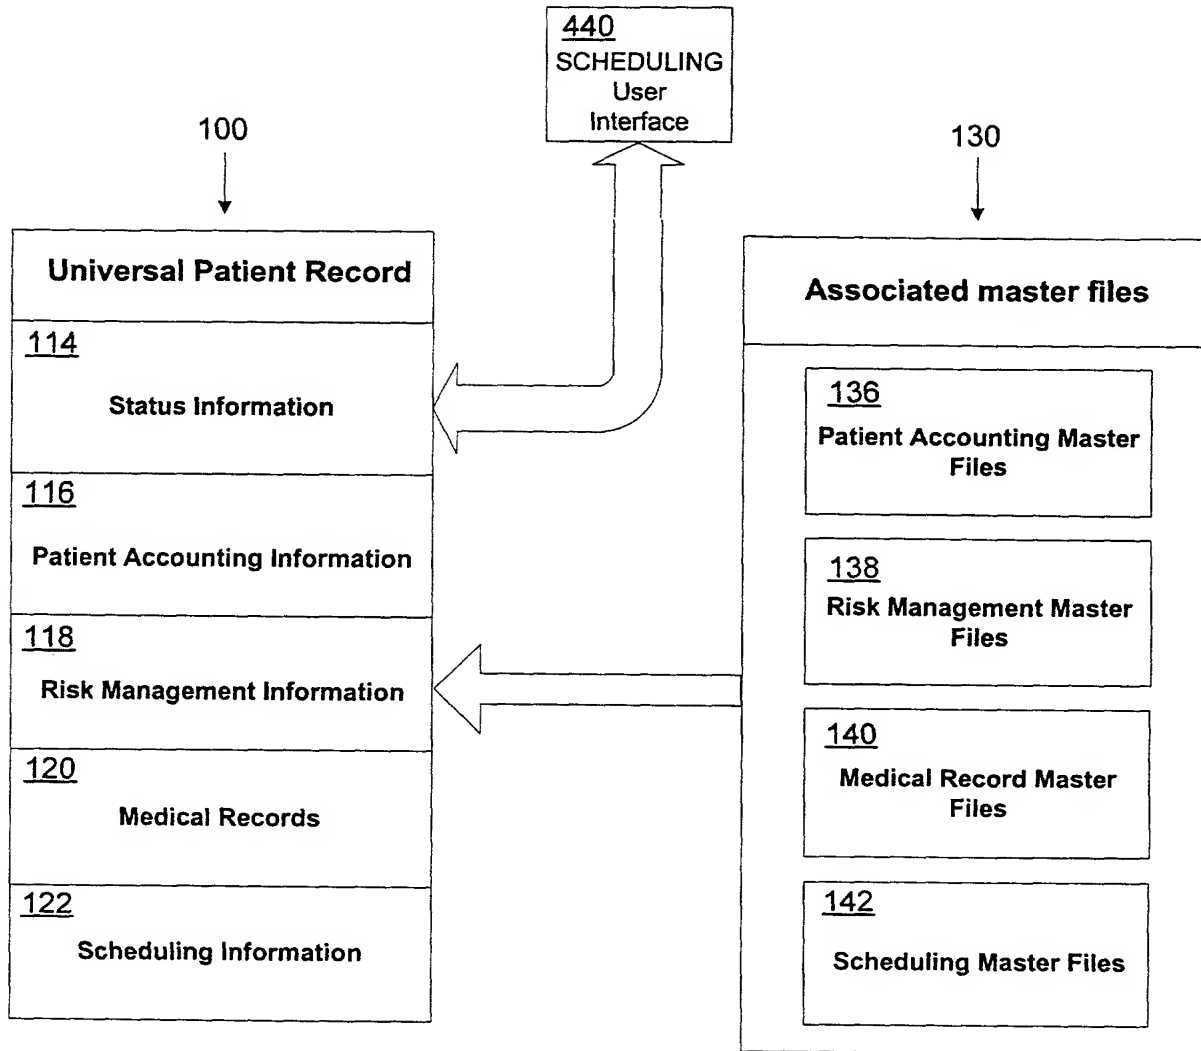 440
SCHEDULING
User
Interface
100
130
Universal Patient Record
114
Status Information
116
Patient Accounting Information
118
Risk Management Information
120
Medical Records
122
Scheduling Information
Associated master files
136
Patient Accounting Master
Files
138
Risk Management Master
Files
140
Medical Record Master
Files
142
Scheduling Master Files